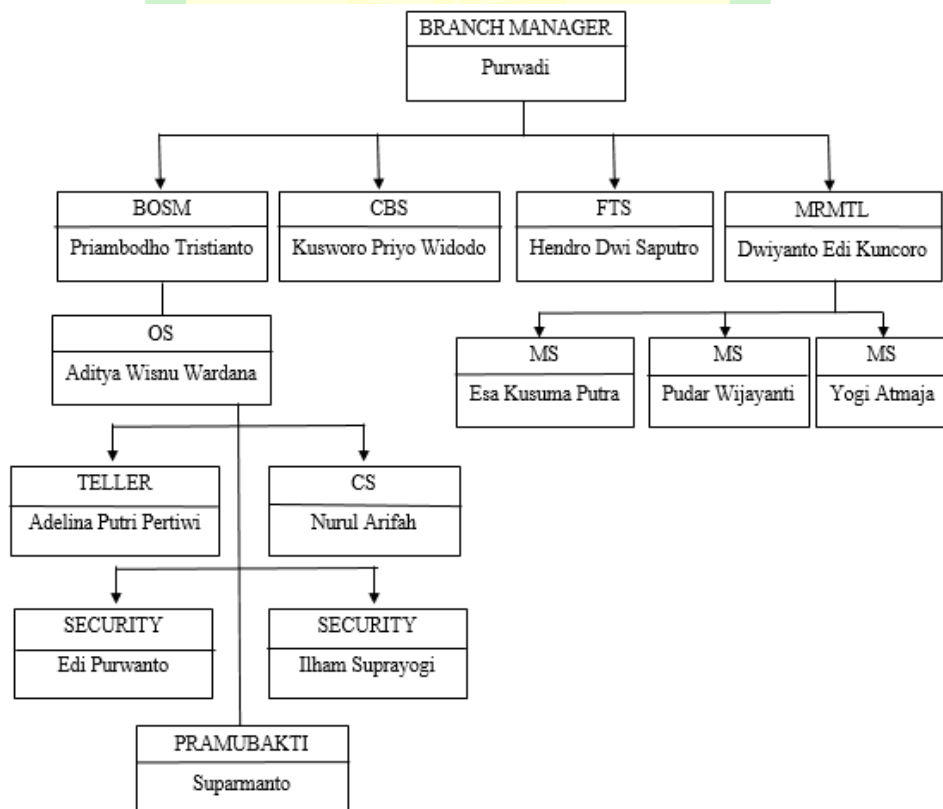 BRANCH MANAGER
Purwadi
BOSM
Priambodho Tristianto
CBS
Kusworo Priyo Widodo
FTS
Hendro Dwi Saputro
MRMTL
Dwiyanto Edi Kuncoro
OS
Aditya Wisnu Wardana
MS
Esa Kusuma Putra
MS
Pudar Wijayanti
MS
Yogi Atmaja
TELLER
Adelina Putri Pertiwi
CS
Nurul Arifah
SECURITY
Edi Purwanto
SECURITY
Ilham Suprayogi
PRAMUBAKTI
Suparmanto